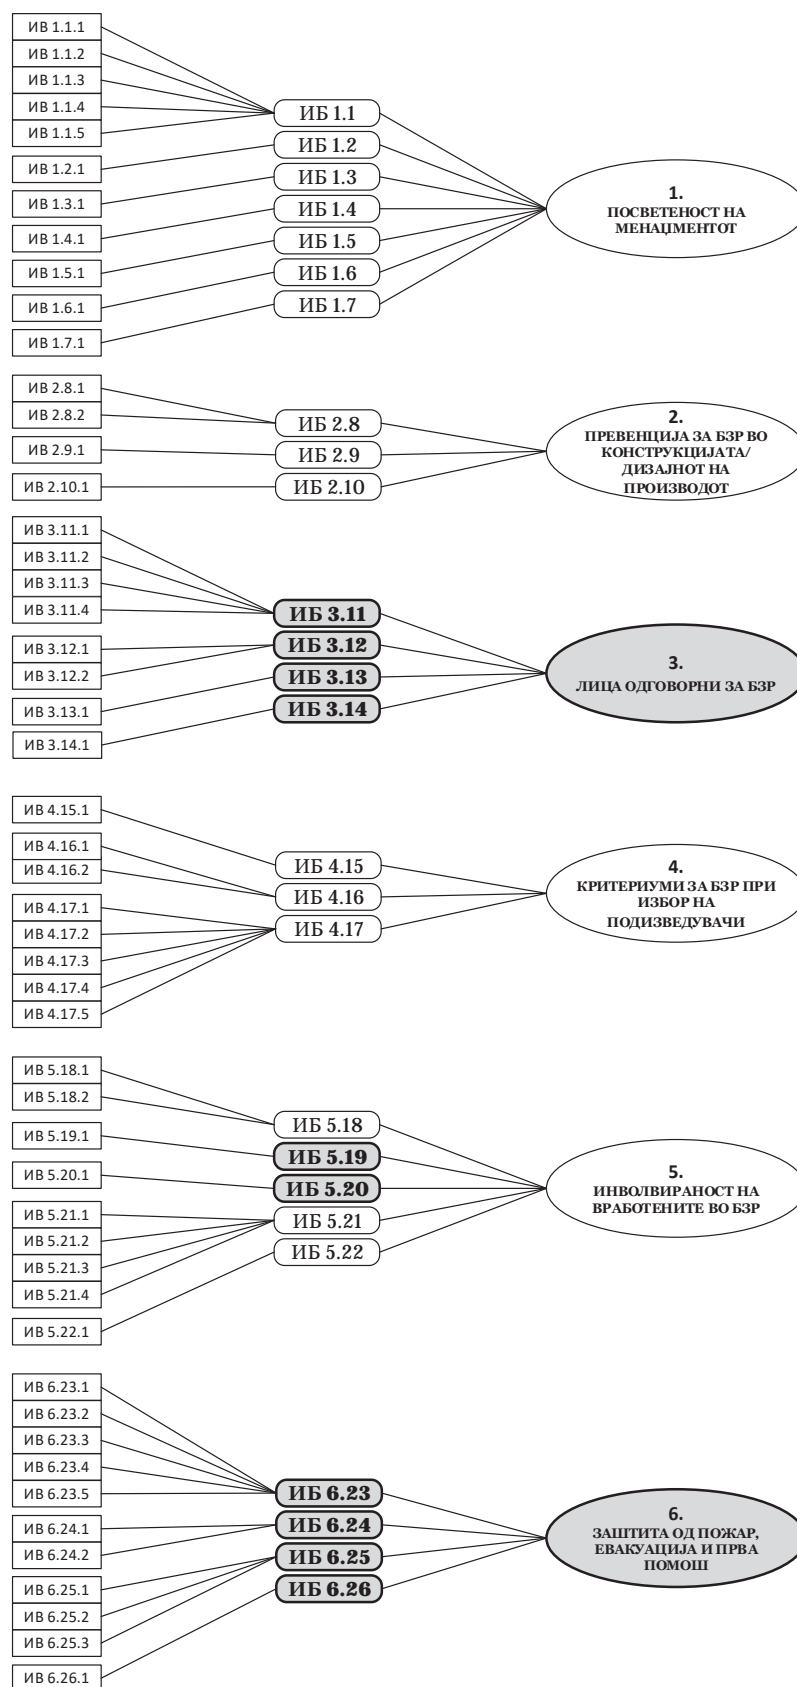 ИВ 1.1.1
ИВ 1.1.2
ИВ 1.1.3
ИВ 1.1.4
ИВ 1.1.5
ИВ 1.2.1
ИВ 1.3.1
ИВ 1.4.1
ИВ 1.5.1
ИВ 1.6.1
ИВ 1.7.1
ИБ 1.1
ИБ 1.2
ИБ 1.3
ИБ 1.4
ИБ 1.5
ИБ 1.6
ИБ 1.7
1.
ПОСВЕТЕНОСТ НА
МЕНАЏМЕНТОТ
ИВ 2.8.1
ИВ 2.8.2
ИВ 2.9.1
ИВ 2.10.1
ИБ 2.8
ИБ 2.9
ИБ 2.10
2.
ПРЕВЕНЦИЈА ЗА БЗР ВО
КОНСТРУКЦИЈАТА/
ДИЗАЈНОТ НА
ПРОИЗВОДОТ
ИВ 3.11.1
ИВ 3.11.2
ИВ 3.11.3
ИВ 3.11.4
ИВ 3.12.1
ИВ 3.12.2
ИВ 3.13.1
ИВ 3.14.1
ИБ 3.11
ИБ 3.12
ИБ 3.13
ИБ 3.14
3.
ЛИЦА ОДГОВОРНИ ЗА БЗР
ИВ 4.15.1
ИВ 4.16.1
ИВ 4.16.2
ИВ 4.17.1
ИВ 4.17.2
ИВ 4.17.3
ИВ 4.17.4
ИВ 4.17.5
ИБ 4.15
ИБ 4.16
ИБ 4.17
4.
КРИТЕРИУМИ ЗА БЗР ПРИ
ИЗБОР НА
ПОДИЗВЕДУВАЧИ
ИВ 5.18.1
ИВ 5.18.2
ИВ 5.19.1
ИВ 5.20.1
ИВ 5.21.1
ИВ 5.21.2
ИВ 5.21.3
ИВ 5.21.4
ИВ 5.22.1
ИБ 5.18
ИБ 5.19
ИБ 5.20
ИБ 5.21
ИБ 5.22
5.
ИНВОЛВИРАНОСТ НА
ВРАБОТЕНИТЕ ВО БЗР
ИВ 6.23.1
ИВ 6.23.2
ИВ 6.23.3
ИВ 6.23.4
ИВ 6.23.5
ИВ 6.24.1
ИВ 6.24.2
ИВ 6.25.1
ИВ 6.25.2
ИВ 6.25.3
ИВ 6.26.1
ИБ 6.23
ИБ 6.24
ИБ 6.25
ИБ 6.26
6.
ЗАШТИТА ОД ПОЖАР,
ЕВАКУАЦИЈА И ПРВА
ПОМОШ